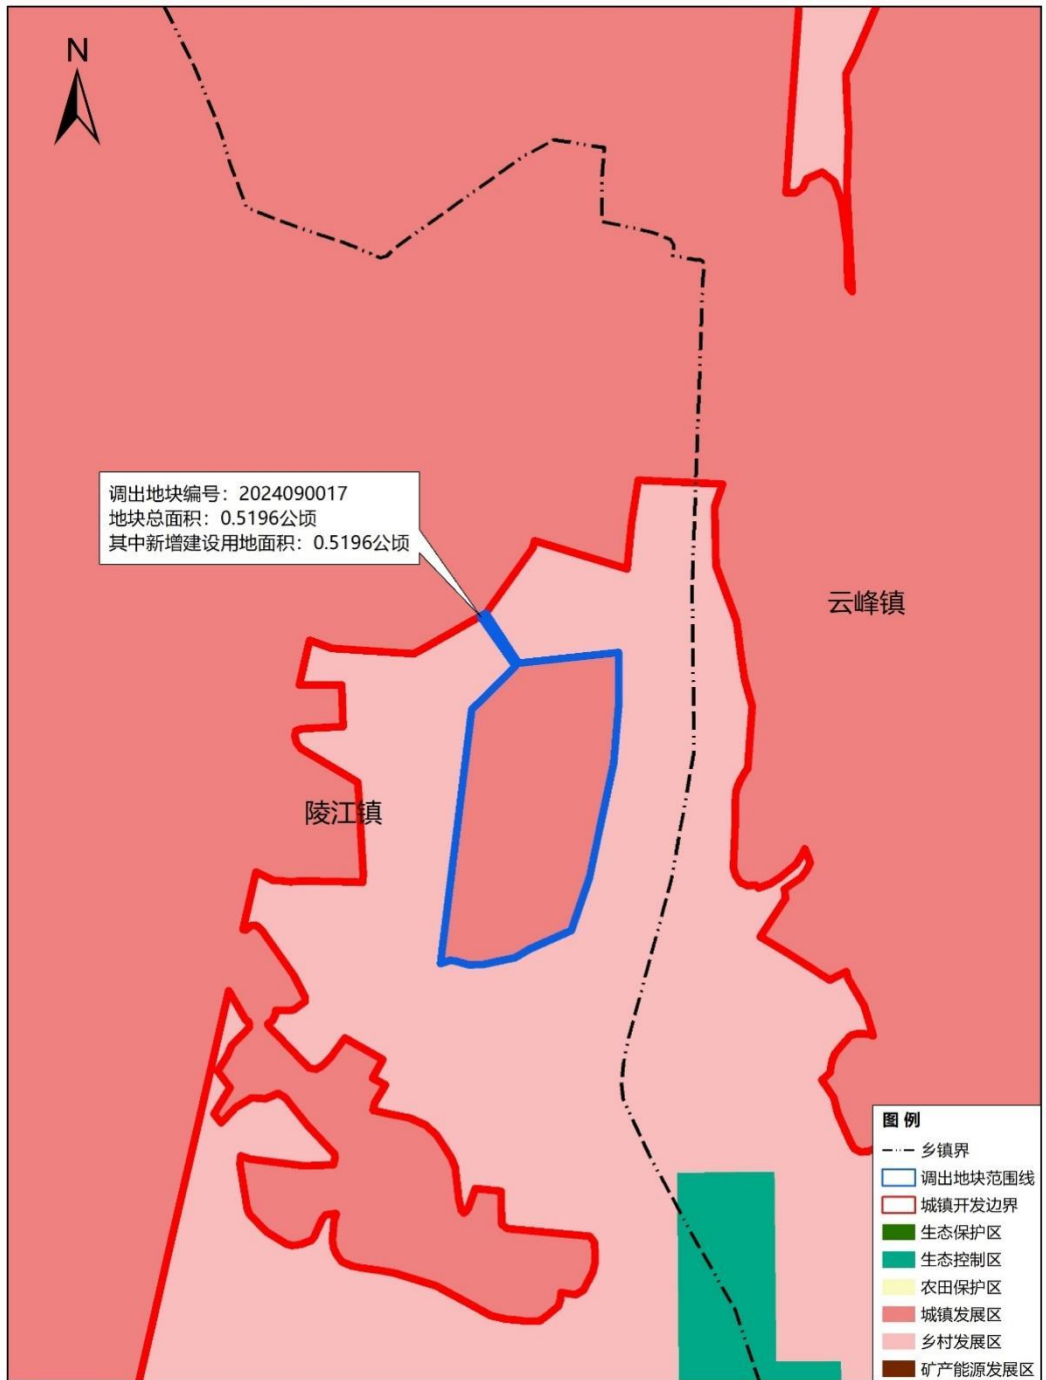 N
调出地块编号：2024090017
地块总面积：0.5196公顷
其中新增建设用地面积：0.5196公顷
云峰镇
陵江镇
图例
乡镇界
调出地块范围线
城镇开发边界
生态保护区
生态控制区
农田保护区
城镇发展区
乡村发展区
矿产能源发展区